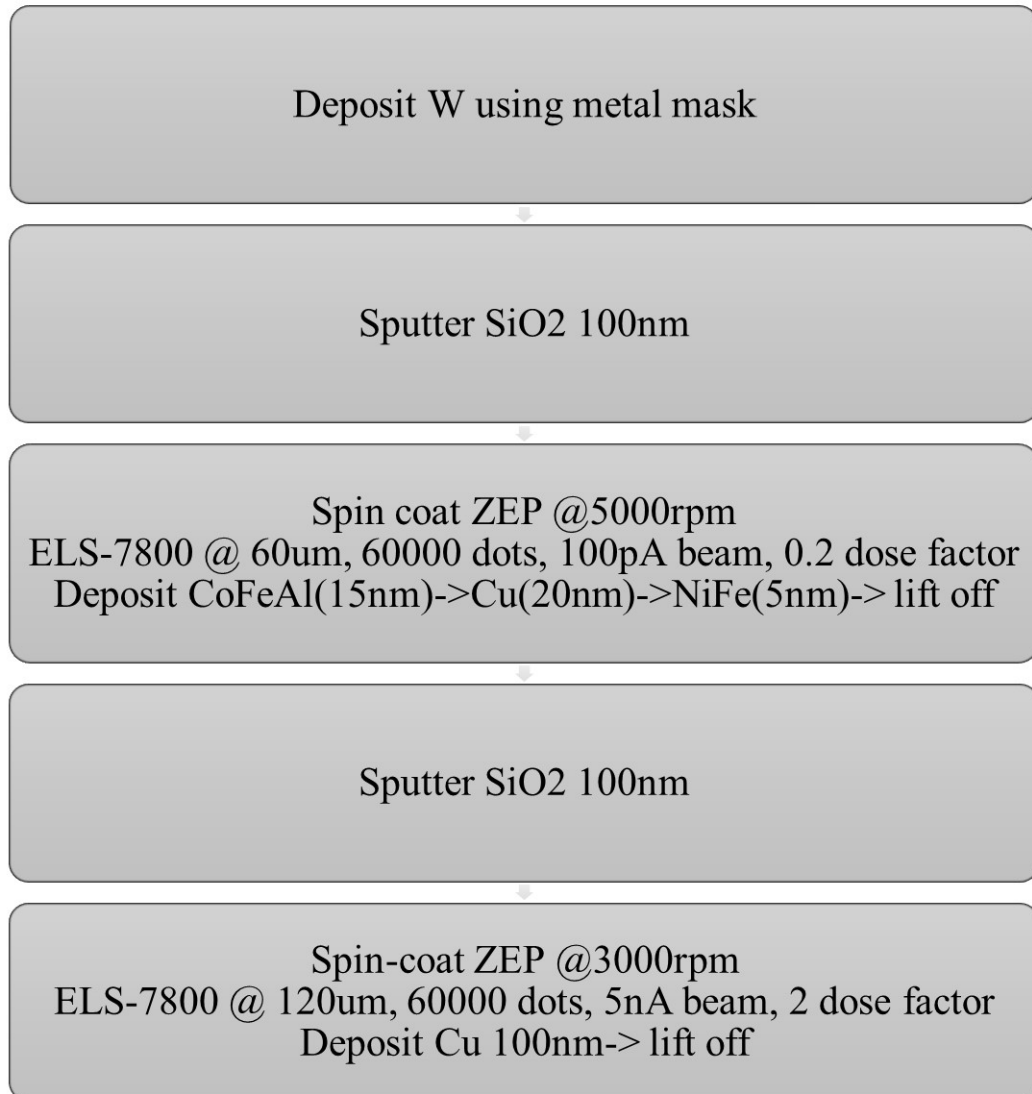 Deposit W using metal mask
Sputter SiO2 100nm
Spin coat ZEP @5000rpm
ELS-7800 @ 60um, 60000 dots, 100pA beam, 0.2 dose factor
Deposit CoFeAl(15nm)->Cu(20nm)->NiFe(5nm)-> lift off
Sputter SiO2 100nm
Spin-coat ZEP @3000rpm
ELS-7800 @ 120um, 60000 dots, 5nA beam, 2 dose factor
Deposit Cu 100nm-> lift off